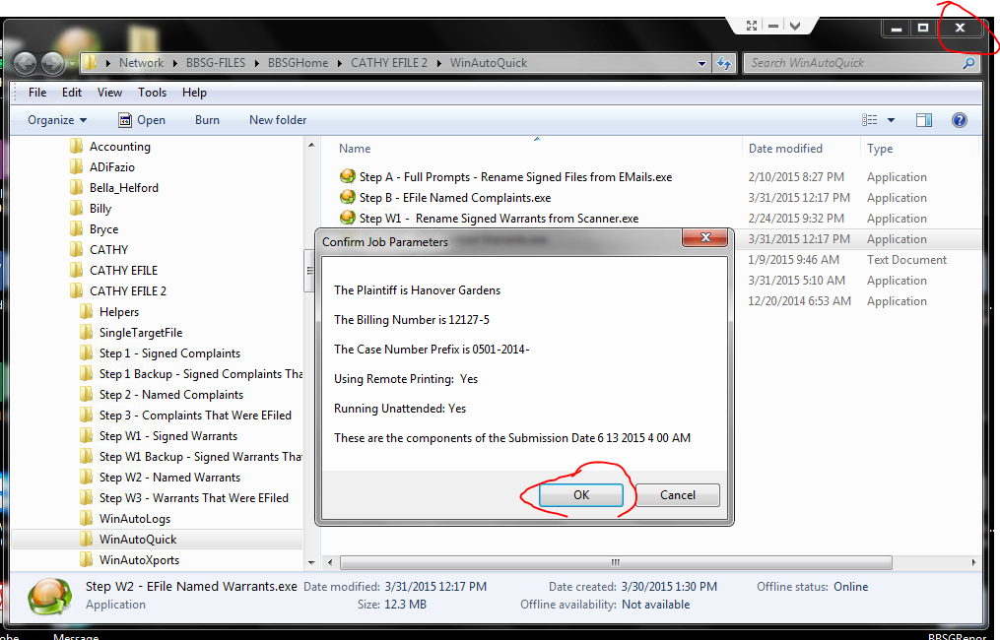 Network ▸ BBSG-FILES ▸ BBSGHome ▸ CATHY EFILE 2 ▸ WinAutoQuick
Search WinAutoQuick
File Edit View Tools Help
Organize Open Burn New folder
Accounting
ADiFazio
Bella_Helford
Billy
Bryce
CATHY
CATHY EFILE
CATHY EFILE 2
Helpers
SingleTargetFile
Step 1 - Signed Complaints
Step 1 Backup - Signed Complaints Tha
Step 2 - Named Complaints
Step 3 - Complaints That Were EFiled
Step W1 - Signed Warrants
Step W1 Backup - Signed Warrants Tha
Step W2 - Named Warrants
Step W3 - Warrants That Were EFiled
WinAutoLogs
WinAutoQuick
WinAutoXports
Name Date modified Type
Step A - Full Prompts - Rename Signed Files from EMails.exe 2/10/2015 8:27 PM Application
Step B - EFile Named Complaints.exe 3/31/2015 12:17 PM Application
Step W1 - Rename Signed Warrants from Scanner.exe 2/24/2015 9:32 PM Application
3/31/2015 12:17 PM Application
1/9/2015 9:46 AM Text Document
3/31/2015 5:10 AM Application
12/20/2014 6:53 AM Application
Confirm Job Parameters
The Plaintiff is Hanover Gardens
The Billing Number is 12127-5
The Case Number Prefix is 0501-2014-
Using Remote Printing: Yes
Running Unattended: Yes
These are the components of the Submission Date 6 13 2015 4 00 AM
OK Cancel
Step W2 - EFile Named Warrants.exe Date modified: 3/31/2015 12:17 PM Date created: 3/30/2015 1:30 PM Offline status: Online
Application Size: 12.3 MB Offline availability: Not available
Message